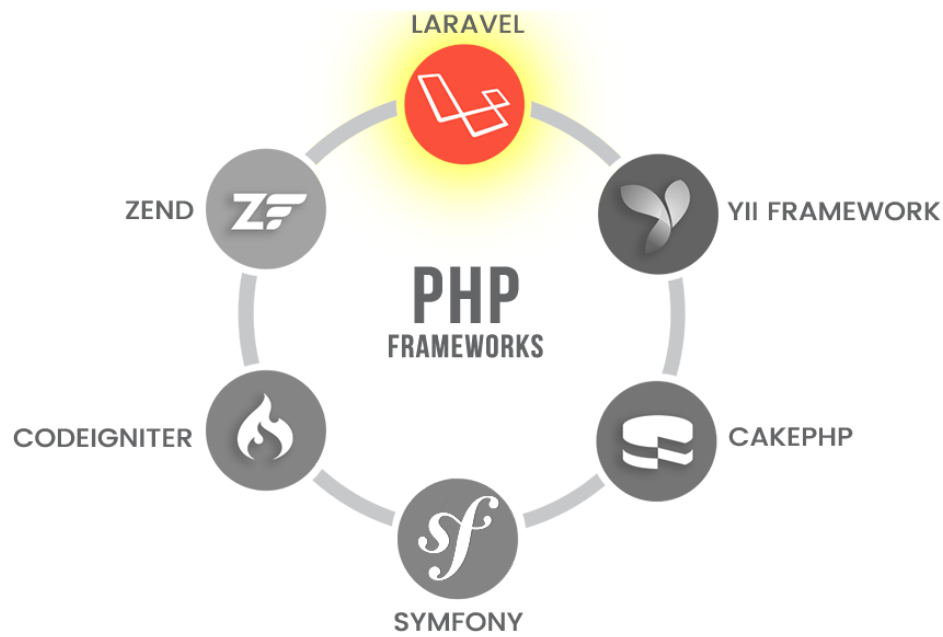 LARAVEL
ZEND
YII FRAMEWORK
PHP
FRAMEWORKS
CODEIGNITER
CAKEPHP
SYMFONY